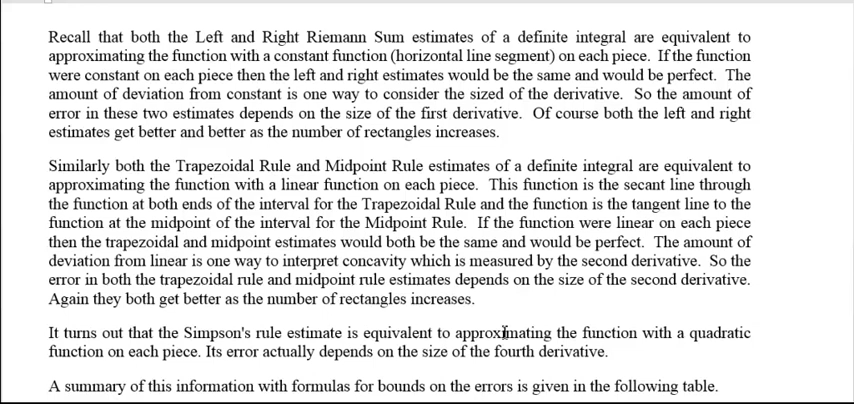 Recall that both the Left and Right Riemann Sum estimates of a definite integral are equivalent to
approximating the function with a constant function (horizontal line segment) on each piece.  If the function
were constant on each piece then the left and right estimates would be the same and would be perfect.  The
amount of deviation from constant is one way to consider the sized of the derivative.  So the amount of
error in these two estimates depends on the size of the first derivative.  Of course both the left and right
estimates get better and better as the number of rectangles increases.
Similarly both the Trapezoidal Rule and Midpoint Rule estimates of a definite integral are equivalent to
approximating the function with a linear function on each piece.  This function is the secant line through
the function at both ends of the interval for the Trapezoidal Rule and the function is the tangent line to the
function at the midpoint of the interval for the Midpoint Rule.  If the function were linear on each piece
then the trapezoidal and midpoint estimates would both be the same and would be perfect.  The amount of
deviation from linear is one way to interpret concavity which is measured by the second derivative.  So the
error in both the trapezoidal rule and midpoint rule estimates depends on the size of the second derivative.
Again they both get better as the number of rectangles increases.
It turns out that the Simpson's rule estimate is equivalent to approximating the function with a quadratic
function on each piece. Its error actually depends on the size of the fourth derivative.
A summary of this information with formulas for bounds on the errors is given in the following table.